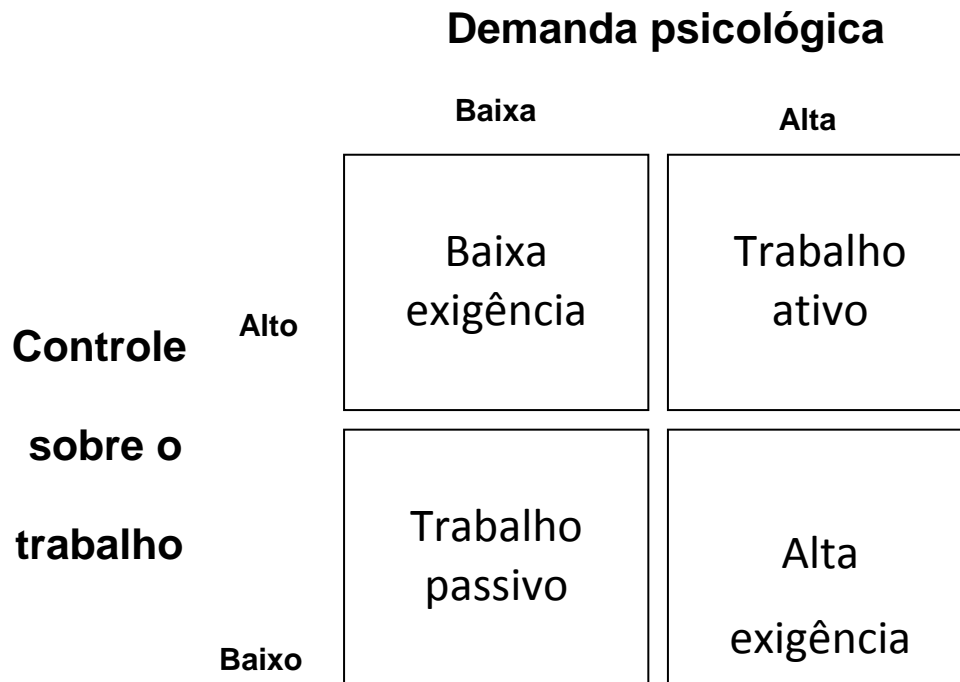 Demanda psicológica
Baixa
Alta
Baixa
exigência
Trabalho
ativo
Controle
sobre o
trabalho
Alto
Trabalho
passivo
Alta
exigência
Baixo